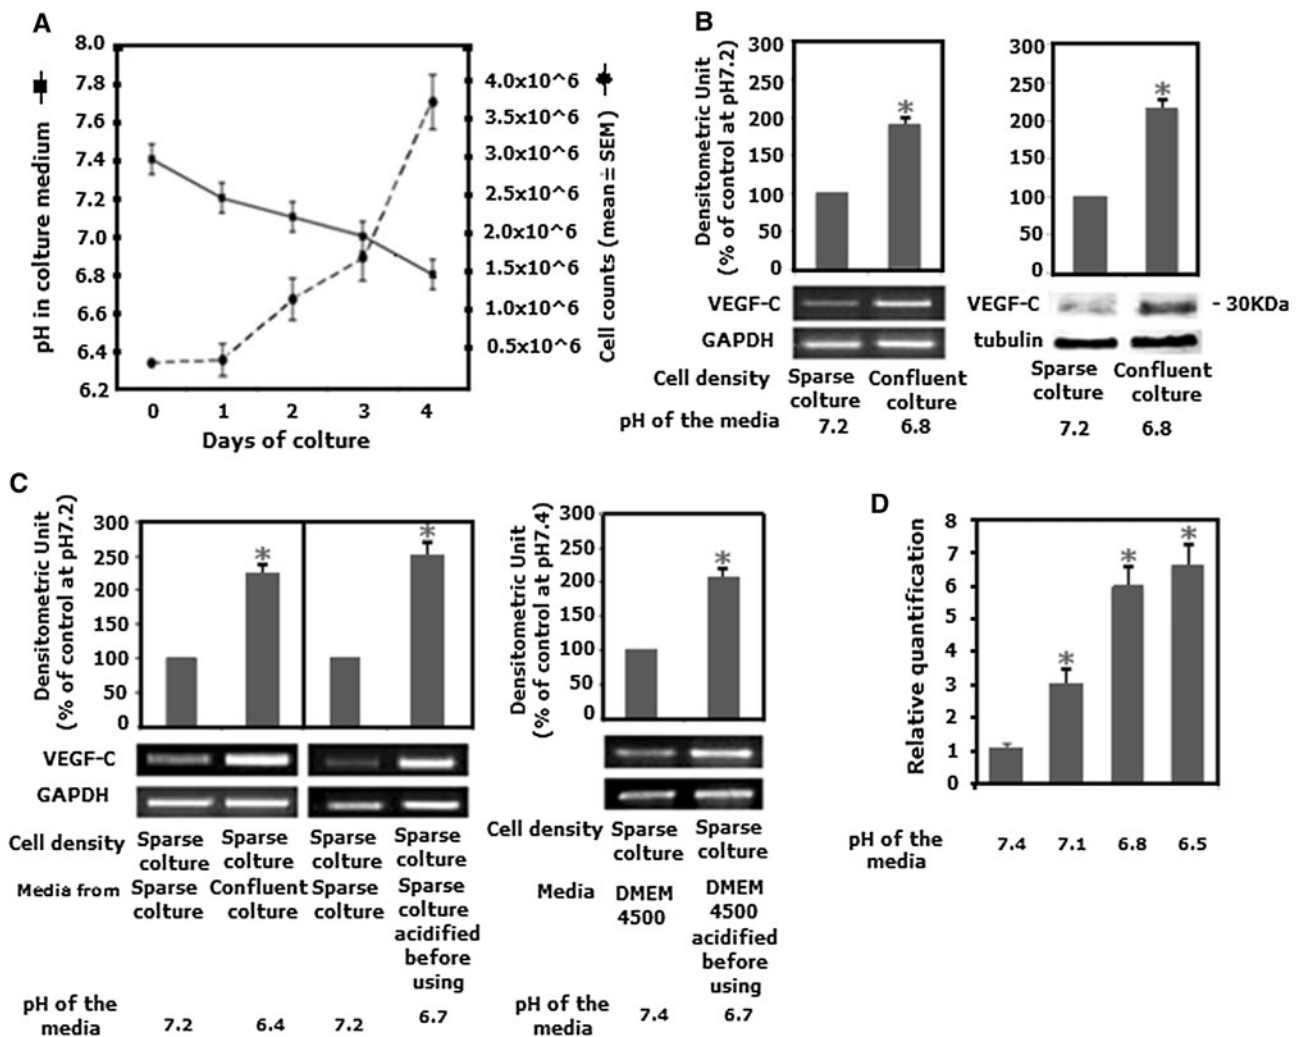 A
pH in colture medium
8.0
7.8
7.6
7.4
7.2
7.0
6.8
6.6
6.4
6.2
4.0x10^6
3.5x10^6
3.0x10^6
2.5x10^6
2.0x10^6
1.5x10^6
1.0x10^6
0.5x10^6
Cell counts (mean ± SEM)
0 1 2 3 4
Days of colture
B
Densitometric Unit
(% of control at pH7.2)
300
250
200
150
100
50
0
*
300
250
200
150
100
50
0
*
VEGF-C
GAPDH
VEGF-C
- 30KDa
tubulin
Cell density
Sparse
colture
Confluent
colture
Sparse
colture
Confluent
colture
pH of the media
7.2 6.8
7.2 6.8
C
Densitometric Unit
(% of control at pH7.2)
300
250
200
150
100
50
0
*
*
VEGF-C
GAPDH
Cell density
Sparse
colture
Sparse
colture
Sparse
colture
Sparse
colture
Media from
Sparse
colture
Confluent
colture
Sparse
colture
Sparse
colture
acidified
before
using
pH of the
media
7.2 6.4 7.2 6.7
Densitometric Unit
(% of control at pH7.4)
300
250
200
150
100
50
0
*
Cell density
Sparse
colture
Sparse
colture
Media
DMEM
4500
DMEM
4500
acidified
before
using
pH of the
media
7.4 6.7
D
Relative quantification
8
7
6
5
4
3
2
1
0
*
*
*
pH of the
media
7.4 7.1 6.8 6.5